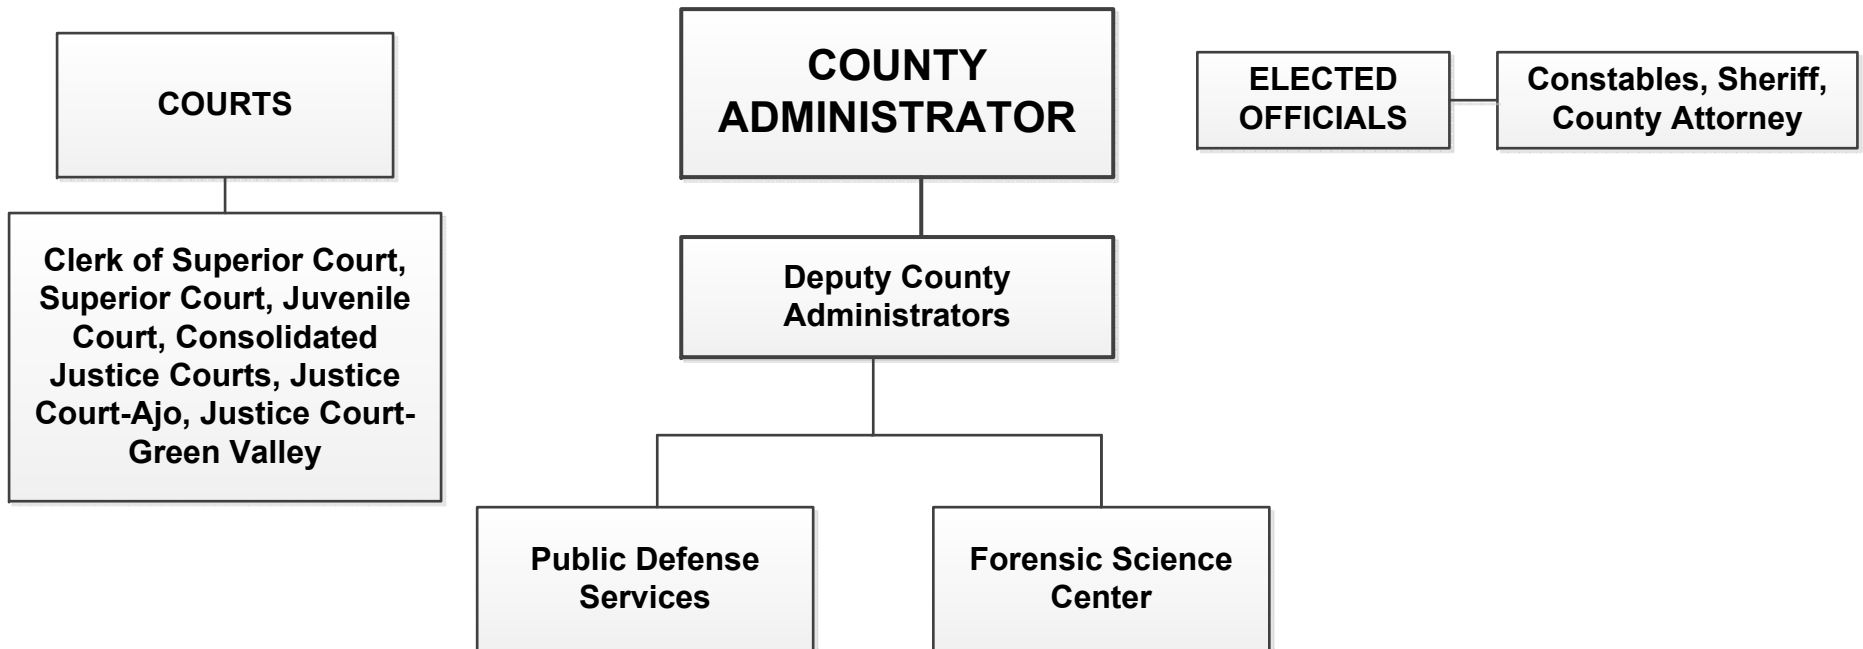 COURTS
Clerk of Superior Court,
Superior Court, Juvenile
Court, Consolidated
Justice Courts, Justice
Court-Ajo, Justice Court-
Green Valley
COUNTY
ADMINISTRATOR
Deputy County
Administrators
Public Defense
Services
Forensic Science
Center
ELECTED
OFFICIALS
Constables, Sheriff,
County Attorney